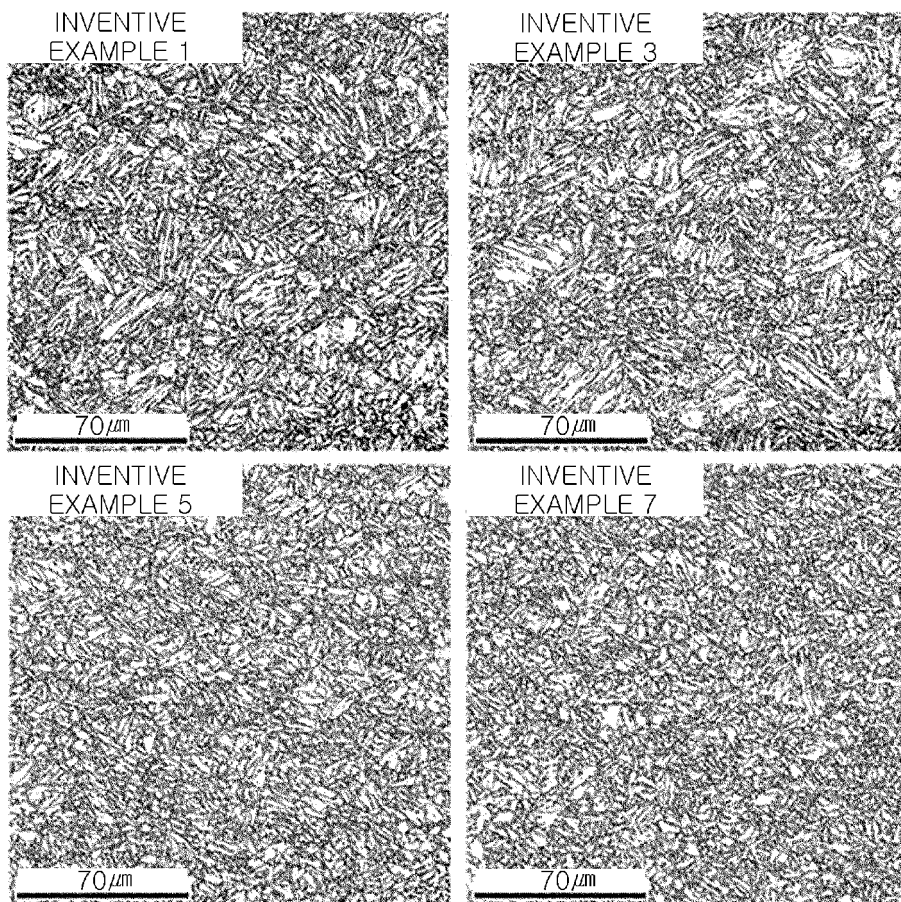 INVENTIVE
EXAMPLE 1
INVENTIVE
EXAMPLE 3
70㎛
70㎛
INVENTIVE
EXAMPLE 5
INVENTIVE
EXAMPLE 7
70㎛
70㎛